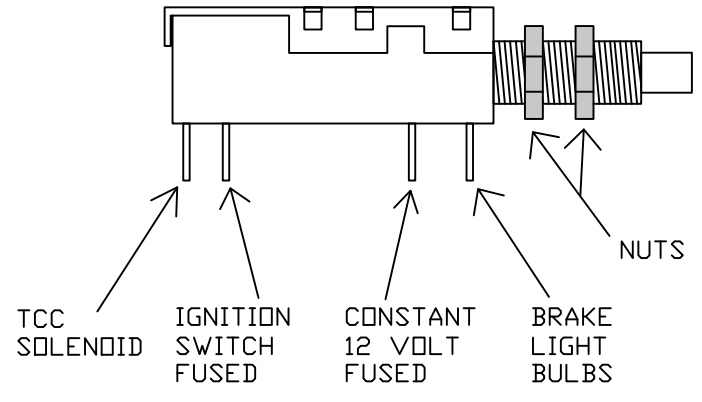 NUTS
TCC
SOLENOID
IGNITION
SWITCH
FUSED
CONSTANT
12 VOLT
FUSED
BRAKE
LIGHT
BULBS